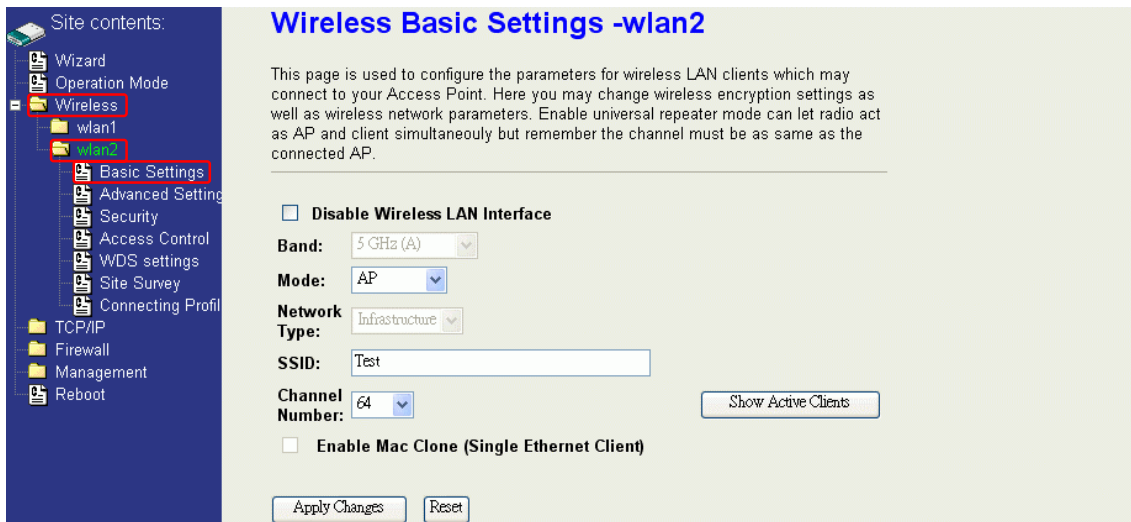 Site contents:
Wizard
Operation Mode
Wireless
wlan1
wlan2
Basic Settings
Advanced Setting
Security
Access Control
WDS settings
Site Survey
Connecting Profil
TCP/IP
Firewall
Management
Reboot
Wireless Basic Settings -wlan2
This page is used to configure the parameters for wireless LAN clients which may
connect to your Access Point. Here you may change wireless encryption settings as
well as wireless network parameters. Enable universal repeater mode can let radio act
as AP and client simultaneouly but remember the channel must be as same as the
connected AP.
Disable Wireless LAN Interface
Band: 5 GHz (A)
Mode: AP
Network
Type: Infrastructure
SSID: Test
Channel
Number: 64 Show Active Clients
Enable Mac Clone (Single Ethernet Client)
Apply Changes Reset